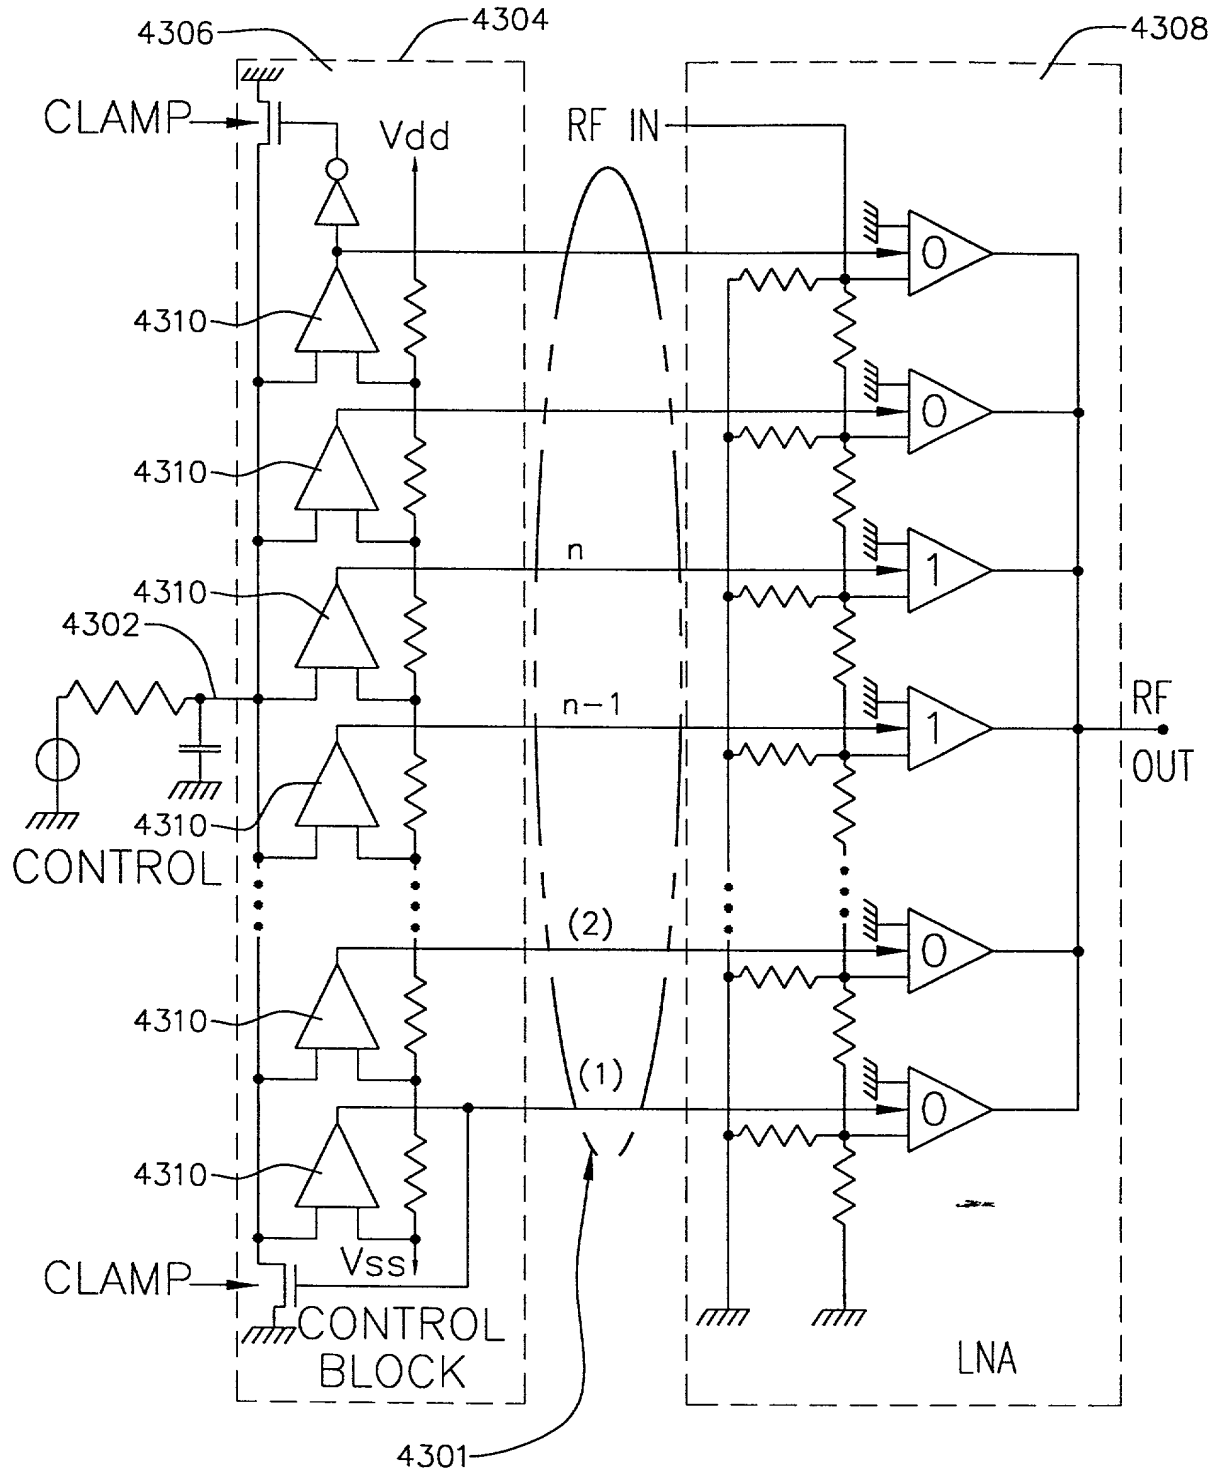 4306
4304
4308
CLAMP
Vdd
RF IN
0
4310
0
4310
n
1
4310
4302
n-1
1
RF
OUT
4310
CONTROL
(2)
0
4310
(1)
0
4310
Vss
CLAMP
CONTROL
BLOCK
LNA
4301